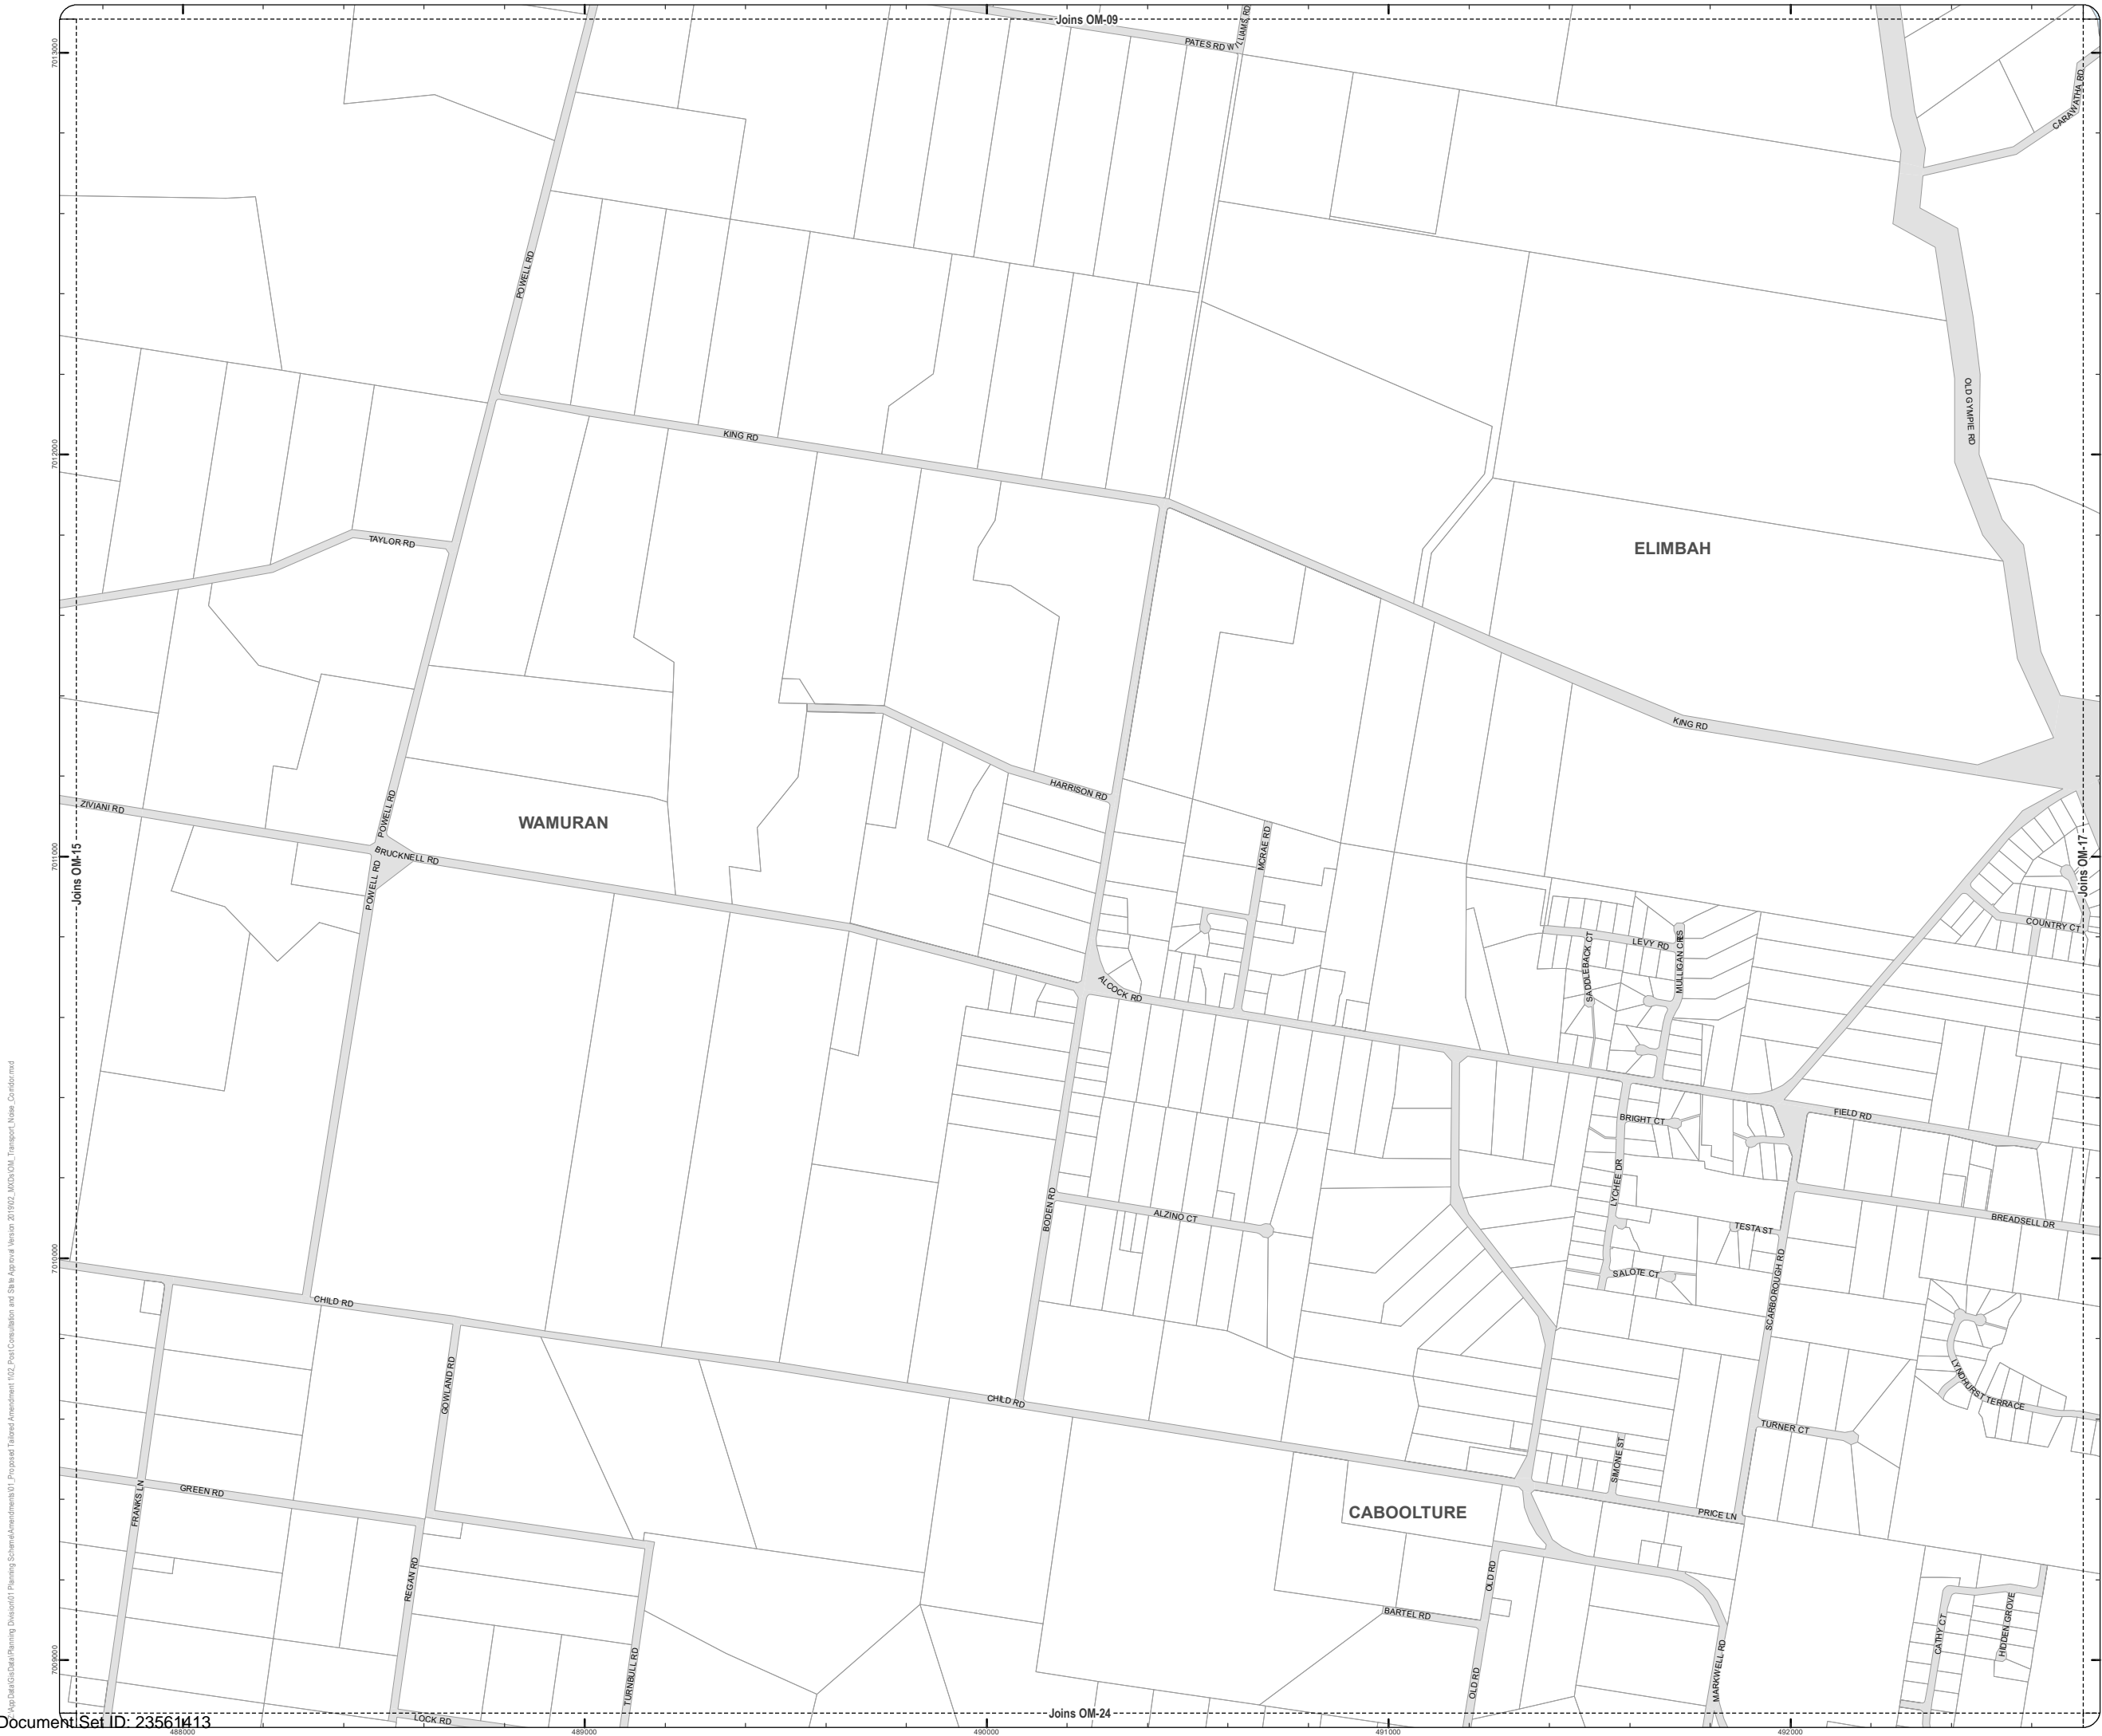 Joins OM-09
PATES RD
CARAWATHA RD
7013000
POWELL RD
OLD GYMPIE RD
KING RD
7012000
TAYLOR RD
ELIMBAH
KING RD
HARRISON RD
ZIVIANI RD
POWELL RD
WAMURAN
MCRAE RD
BRUCKNELL RD
7011000
Joins OM-15
Joins OM-17
POWELL RD
COUNTRY CT
LEVY RD
SADDLEBACK CT
MULLIGAN CRES
ALCOCK RD
FIELD RD
BRIGHT CT
LYCHEE DR
BODEN RD
ALZINO CT
TESTA ST
BREADSELL DR
7010000
SALOTE CT
SCARBOROUGH RD
CHILD RD
GOWLAND RD
LYNDHURST TERRACE
CHILD RD
TURNER CT
SIMONE ST
FRANKS LN
GREEN RD
CABOOLTURE
PRICE LN
REGAN RD
OLD RD
BARTEL RD
CATHY CT
HIDDEN GROVE
7009000
TURNBULL RD
OLD RD
MARKWELL RD
LOCK RD
Joins OM-24
Document Set ID: 23561413
488000
489000
490000
491000
492000